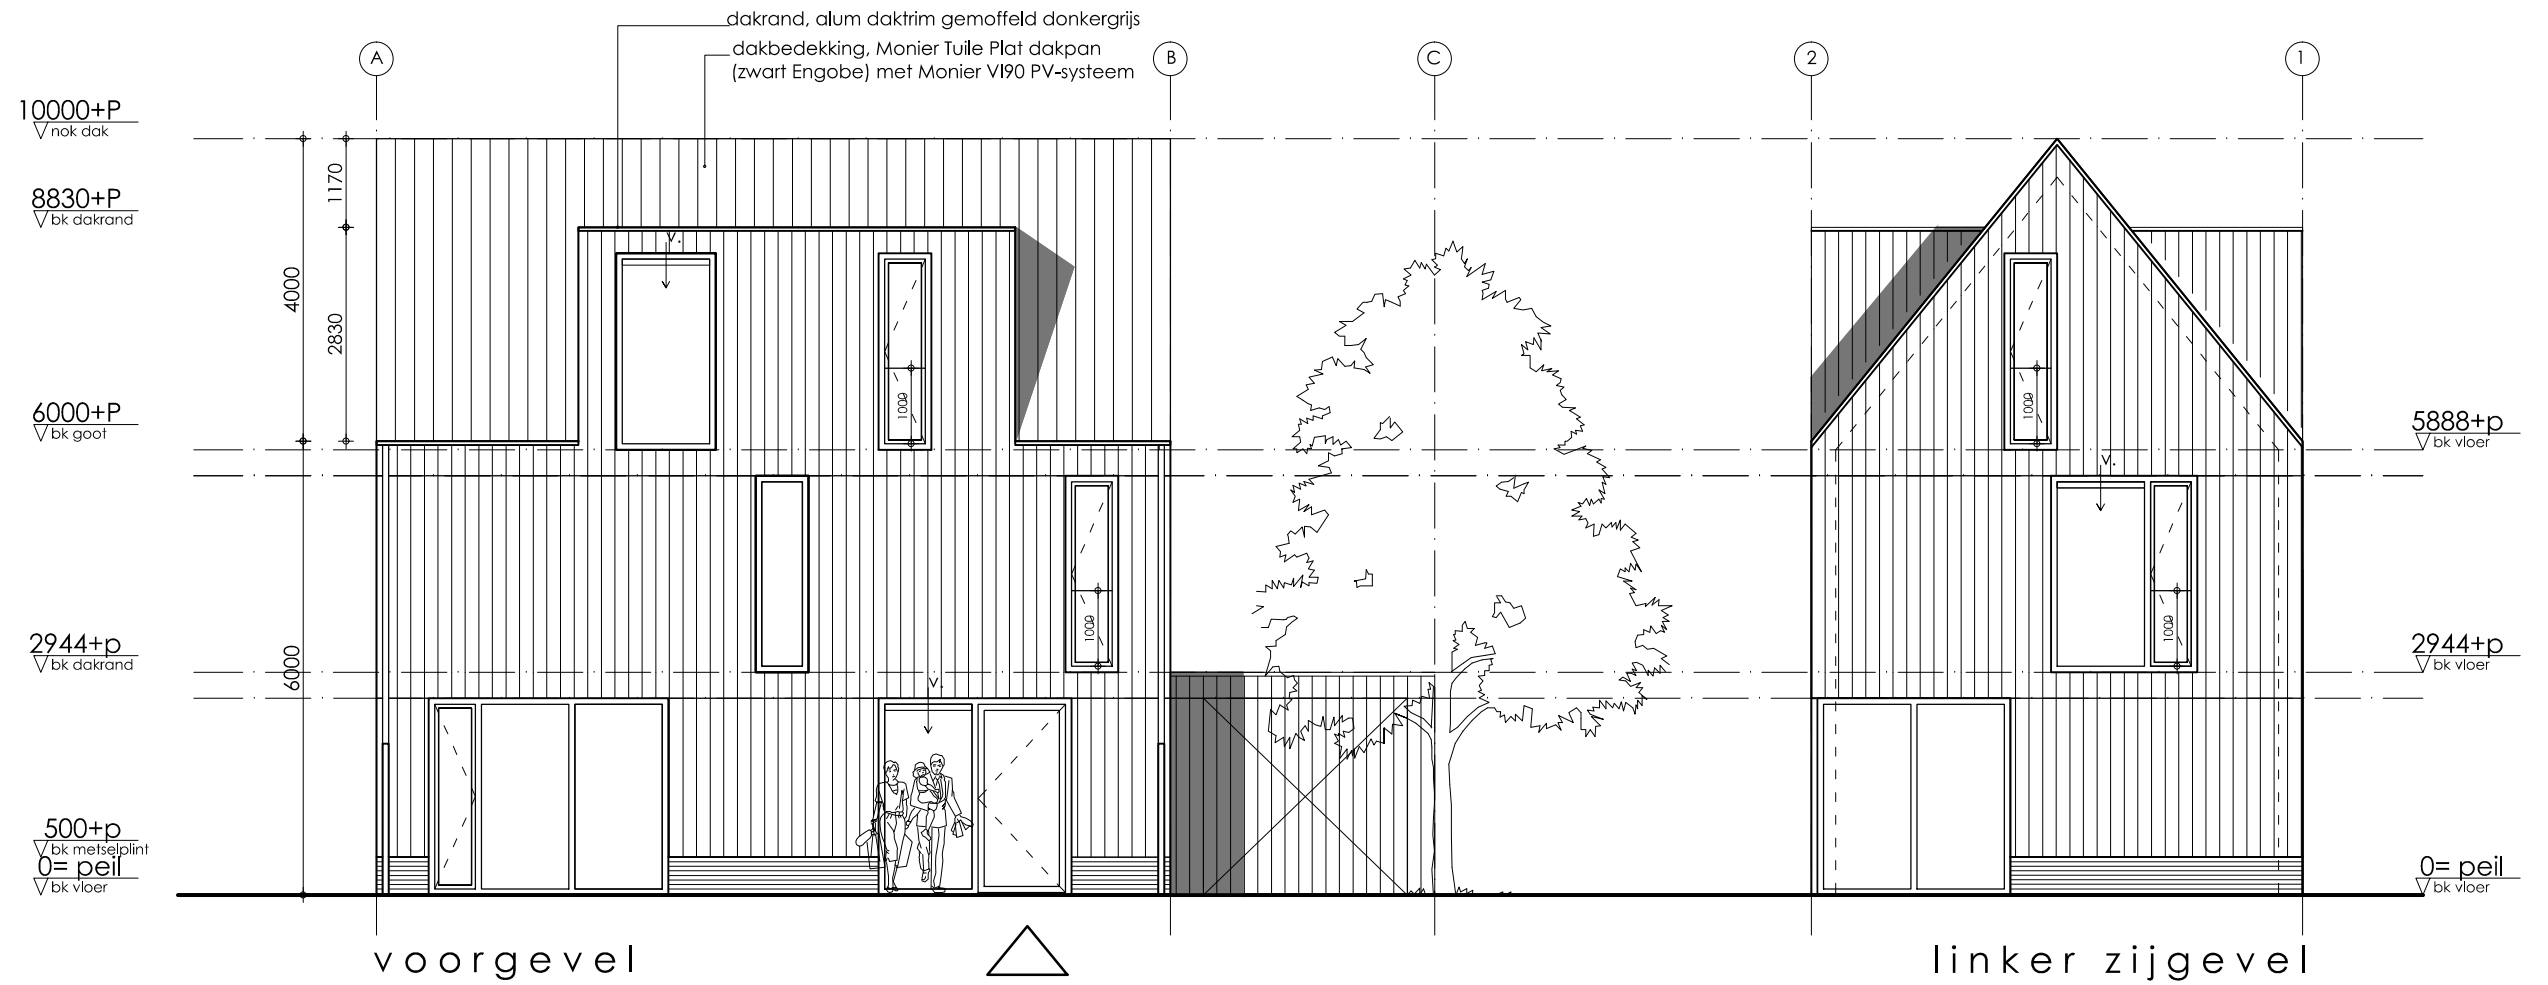 dakrand, alum daktrim gemoffeld donkergrijs
dakbedekking, Monier Tuile Plat dakpan
(zwart Engobe) met Monier VI90 PV-systeem
A
B
C
2
1
10000+P
nok dak
8830+P
bk dakrand
6000+P
bk goot
2944+p
bk dakrand
500+p
bk metselplint
0= peil
bk vloer
1170
4000
2830
6000
v.
1000
1000
v.
1000
v.
1000
5888+p
bk vloer
2944+p
bk vloer
0= peil
bk vloer
voorgevel
linker zijgevel